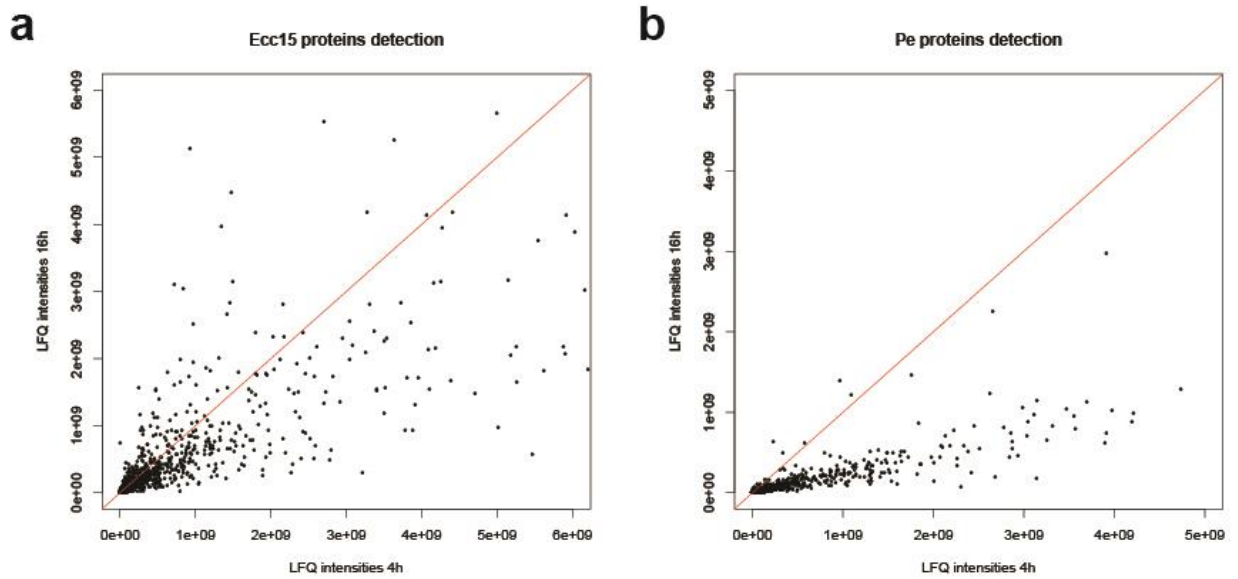 a
Ecc15 proteins detection
LFQ intensities 16h
6e+09
5e+09
4e+09
3e+09
2e+09
1e+09
0e+00
0e+00 1e+09 2e+09 3e+09 4e+09 5e+09 6e+09
LFQ intensities 4h
b
Pe proteins detection
LFQ intensities 16h
5e+09
4e+09
3e+09
2e+09
1e+09
0e+00
0e+00 1e+09 2e+09 3e+09 4e+09 5e+09
LFQ intensities 4h